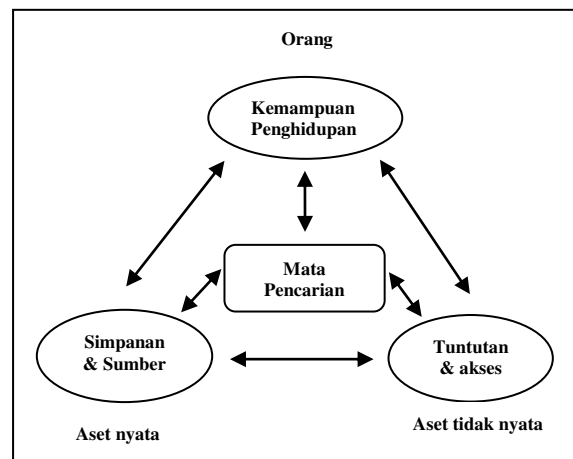 Orang
Kemampuan
Penghidupan
Mata
Pencarian
Simpanan
& Sumber
Tuntutan
& akses
Aset nyata
Aset tidak nyata